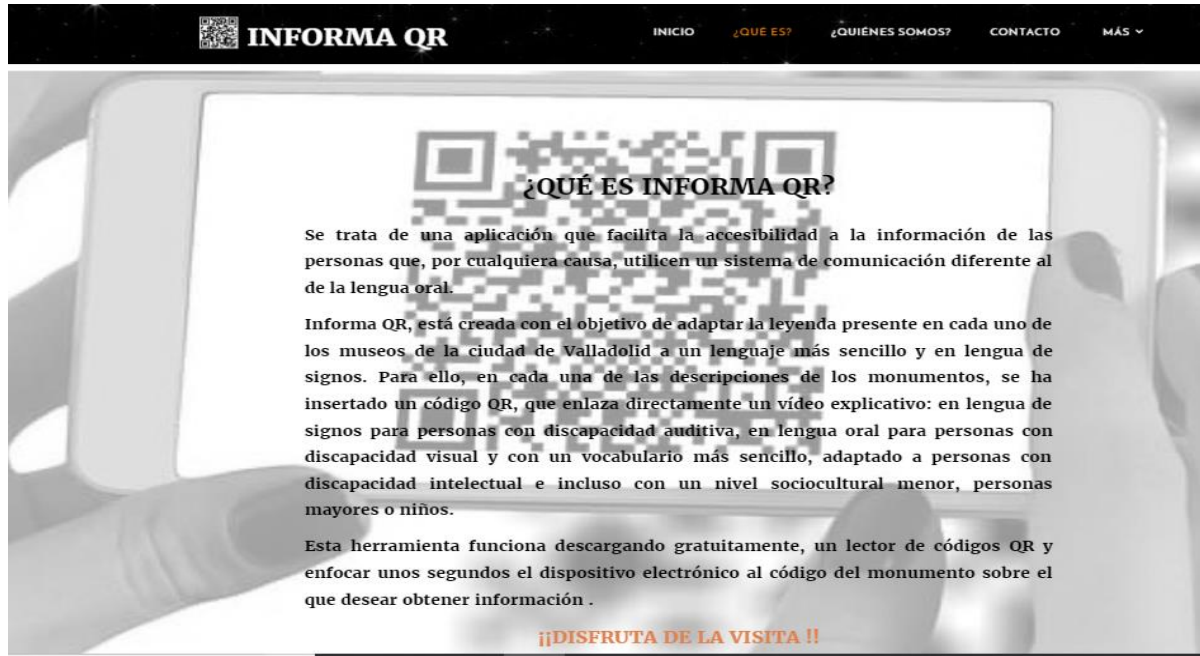 INFORMA QR
INICIO ¿QUÉ ES? ¿QUIÉNES SOMOS? CONTACTO MÁS
¿QUÉ ES INFORMA QR?
Se trata de una aplicación que facilita la accesibilidad a la información de las
personas que, por cualquiera causa, utilicen un sistema de comunicación diferente al
de la lengua oral.
Informa QR, está creada con el objetivo de adaptar la leyenda presente en cada uno de
los museos de la ciudad de Valladolid a un lenguaje más sencillo y en lengua de
signos. Para ello, en cada una de las descripciones de los monumentos, se ha
insertado un código QR, que enlaza directamente un vídeo explicativo: en lengua de
signos para personas con discapacidad auditiva, en lengua oral para personas con
discapacidad visual y con un vocabulario más sencillo, adaptado a personas con
discapacidad intelectual e incluso con un nivel sociocultural menor, personas
mayores o niños.
Esta herramienta funciona descargando gratuitamente, un lector de códigos QR y
enfocar unos segundos el dispositivo electrónico al código del monumento sobre el
que desear obtener información .
¡¡DISFRUTA DE LA VISITA !!